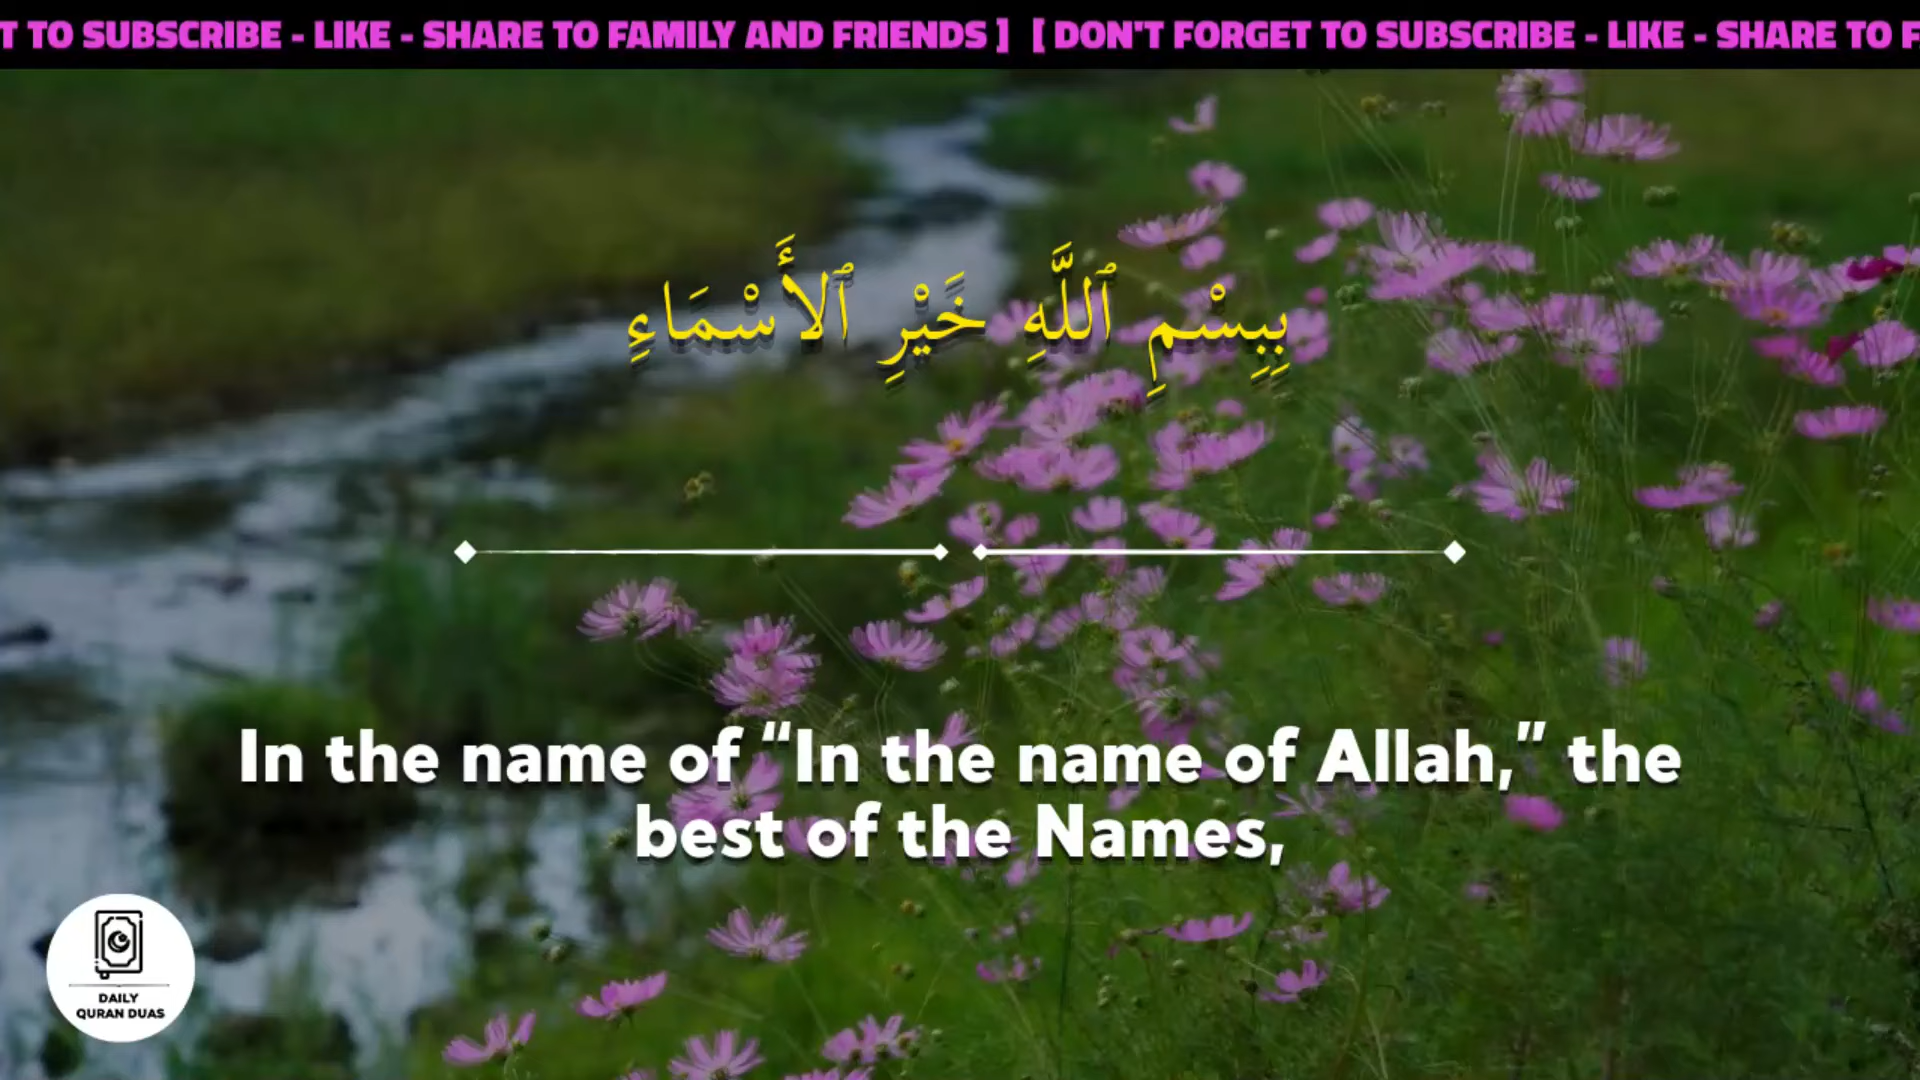 T TO SUBSCRIBE - LIKE - SHARE TO FAMILY AND FRIENDS ] [ DON'T FORGET TO SUBSCRIBE - LIKE - SHARE TO F
بِبِسْمِ ٱللَّهِ خَيْرِ ٱلأَسْمَاءِ
In the name of “In the name of Allah,” the
best of the Names,
DAILY
QURAN DUAS